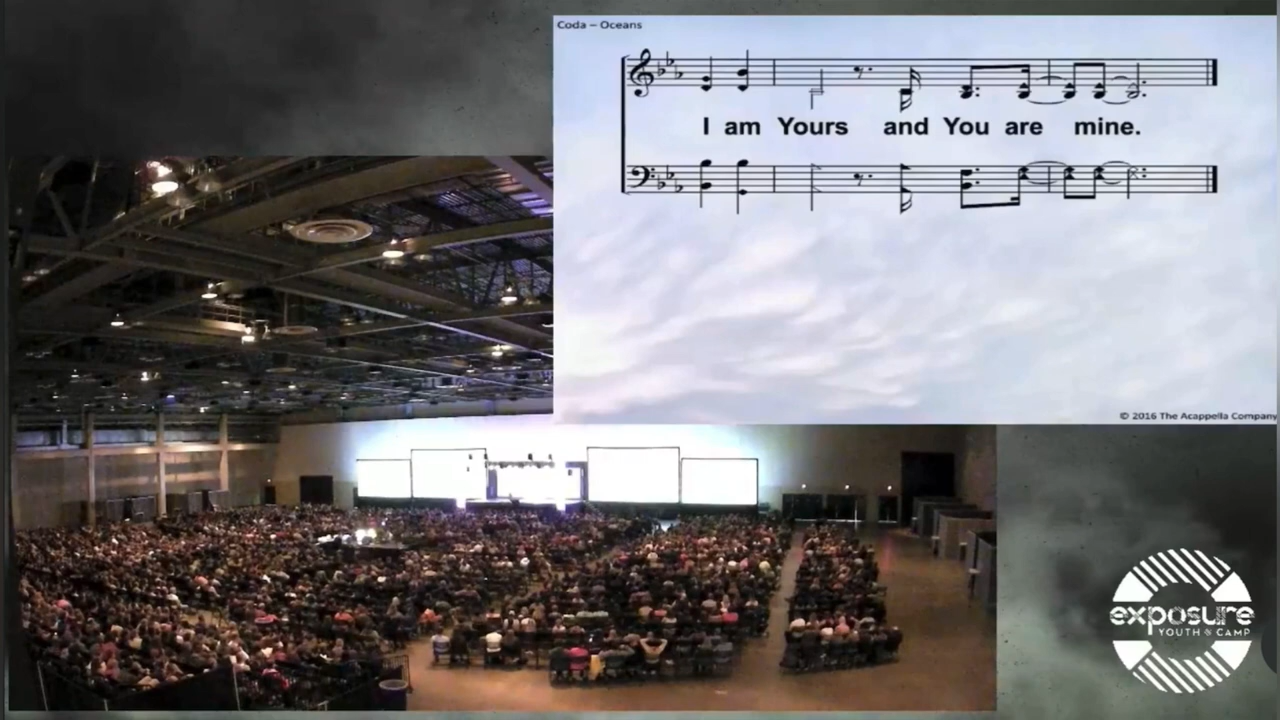 Coda – Oceans
I am Yours and You are mine.
© 2016 The Acappella Company
exposure
YOUTH CAMP